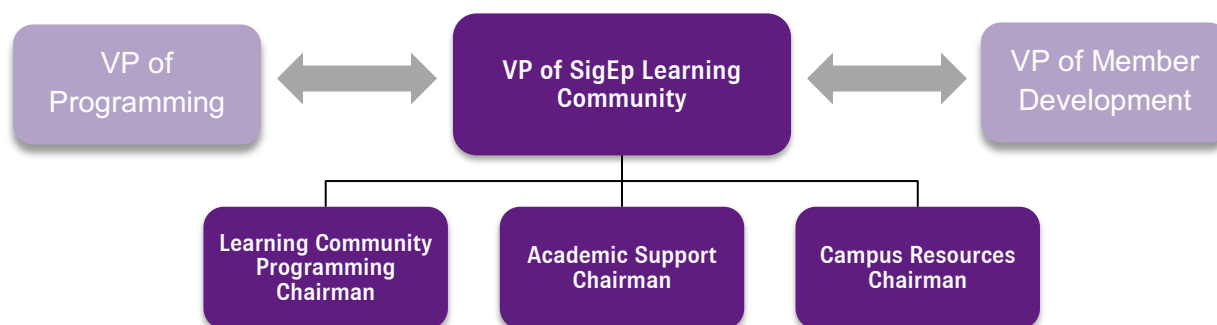 VP of
Programming
VP of SigEp Learning
Community
VP of Member
Development
Learning Community
Programming
Chairman
Academic Support
Chairman
Campus Resources
Chairman